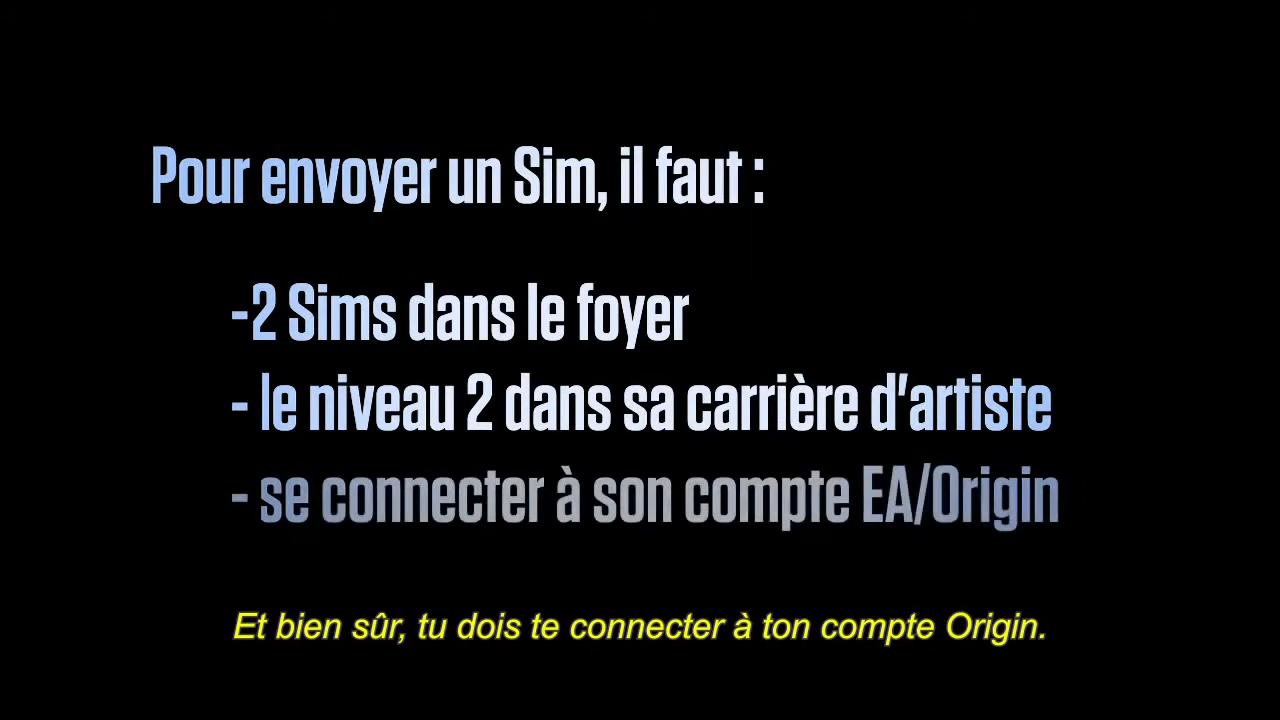 Pour envoyer un Sim, il faut :
-2 Sims dans le foyer
- le niveau 2 dans sa carrière d'artiste
- se connecter à son compte EA/Origin
Et bien sûr, tu dois te connecter à ton compte Origin.